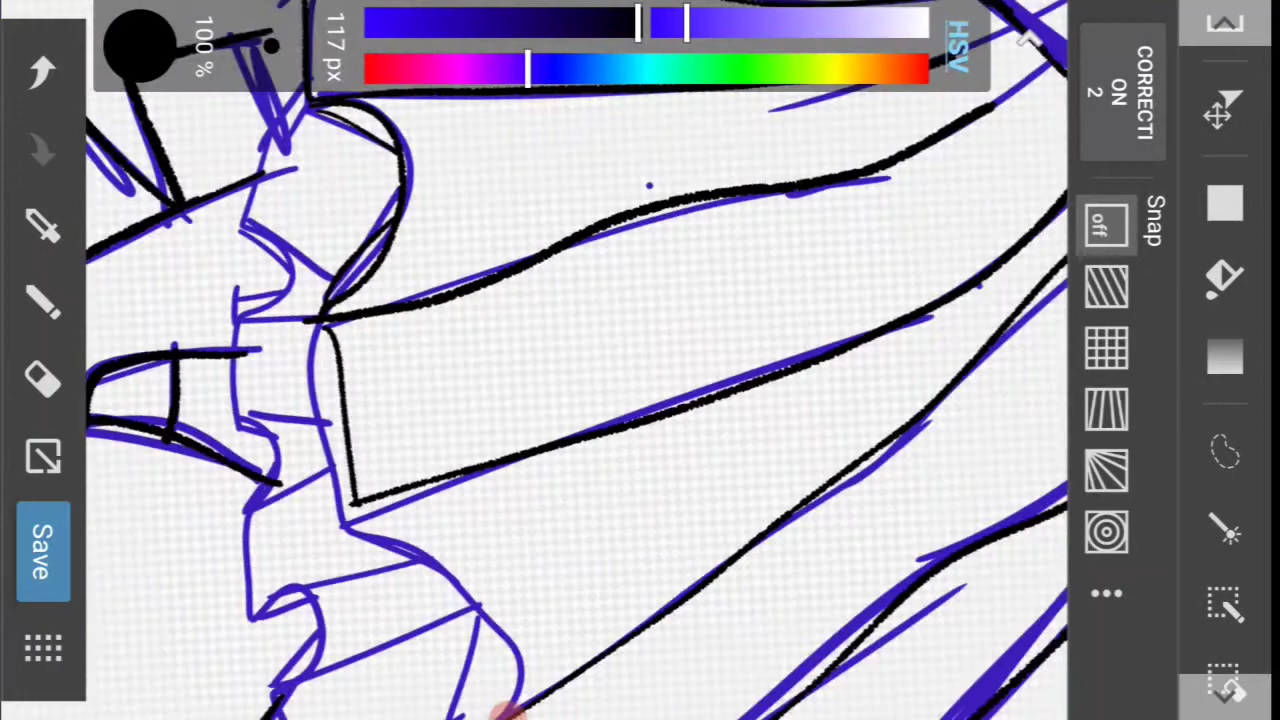 100 %
117 px
HSV
CORRECTI
ON
2
Snap
off
Save